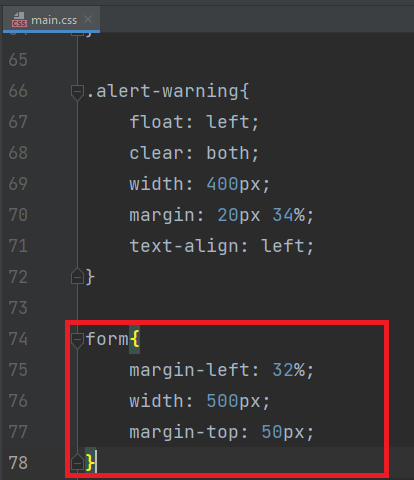 main.css
CSS
64 }
65
66 .alert-warning{
67 float: left;
68 clear: both;
69 width: 400px;
70 margin: 20px 34%;
71 text-align: left;
72 }
73
74 form{
75 margin-left: 32%;
76 width: 500px;
77 margin-top: 50px;
78 }